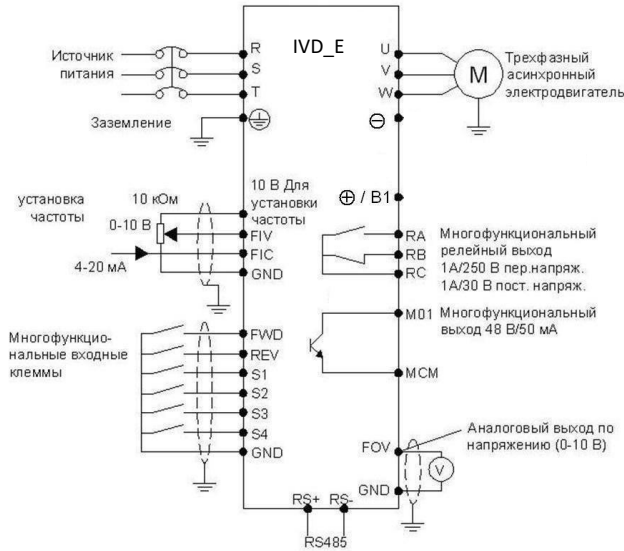 IVD_E
Источник
питания
R
S
T
Заземление
U
V
W
M
Трехфазный
асинхронный
электродвигатель
⊖
⊕ / B1
установка
частоты
10 кОм
0-10 В
4-20 мА
10 В Для
установки
частоты
FIV
FIC
GND
RA
RB
RC
Многофункциональный
релейный выход
1А/250 В пер.напряж.
1А/30 В пост. напряж.
М01
MCM
Многофункциональный
выход 48 В/50 мА
Многофункцио-
нальные входные
клеммы
FWD
REV
S1
S2
S3
S4
GND
FOV
GND
V
Аналоговый выход по
напряжению (0-10 В)
RS+ RS-
RS485